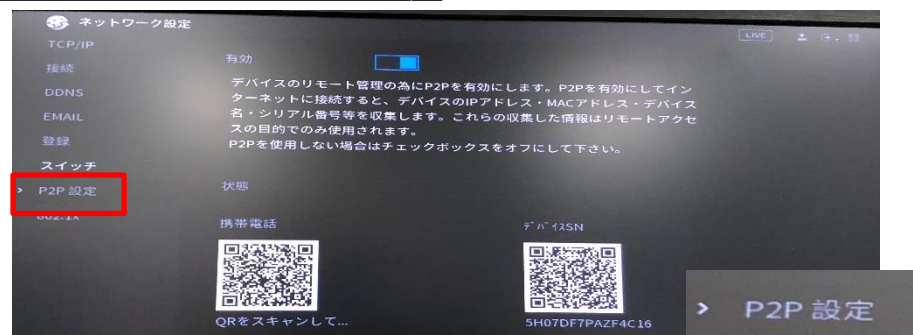 ネットワーク設定
LIVE
TCP/IP
接続
DDNS
EMAIL
登録
スイッチ
P2P 設定
802.1x
有効
デバイスのリモート管理の為にP2Pを有効にします。P2Pを有効にしてイン
ターネットに接続すると、デバイスのIPアドレス・MACアドレス・デバイス
名・シリアル番号等を収集します。これらの収集した情報はリモートアクセ
スの目的でのみ使用されます。
P2Pを使用しない場合はチェックボックスをオフにして下さい。
状態
携帯電話
デバイスSN
QRをスキャンして...
5H07DF7PAZF4C16
P2P 設定